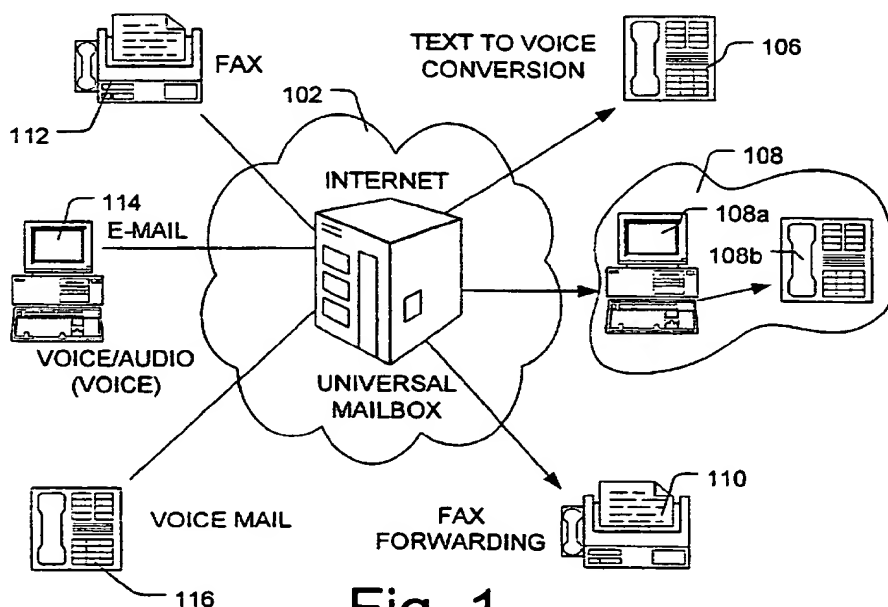 FAX
112
102
TEXT TO VOICE
CONVERSION
106
INTERNET
114
E-MAIL
108
108a
108b
VOICE/AUDIO
(VOICE)
UNIVERSAL
MAILBOX
VOICE MAIL
116
FAX
FORWARDING
110
Fig. 1